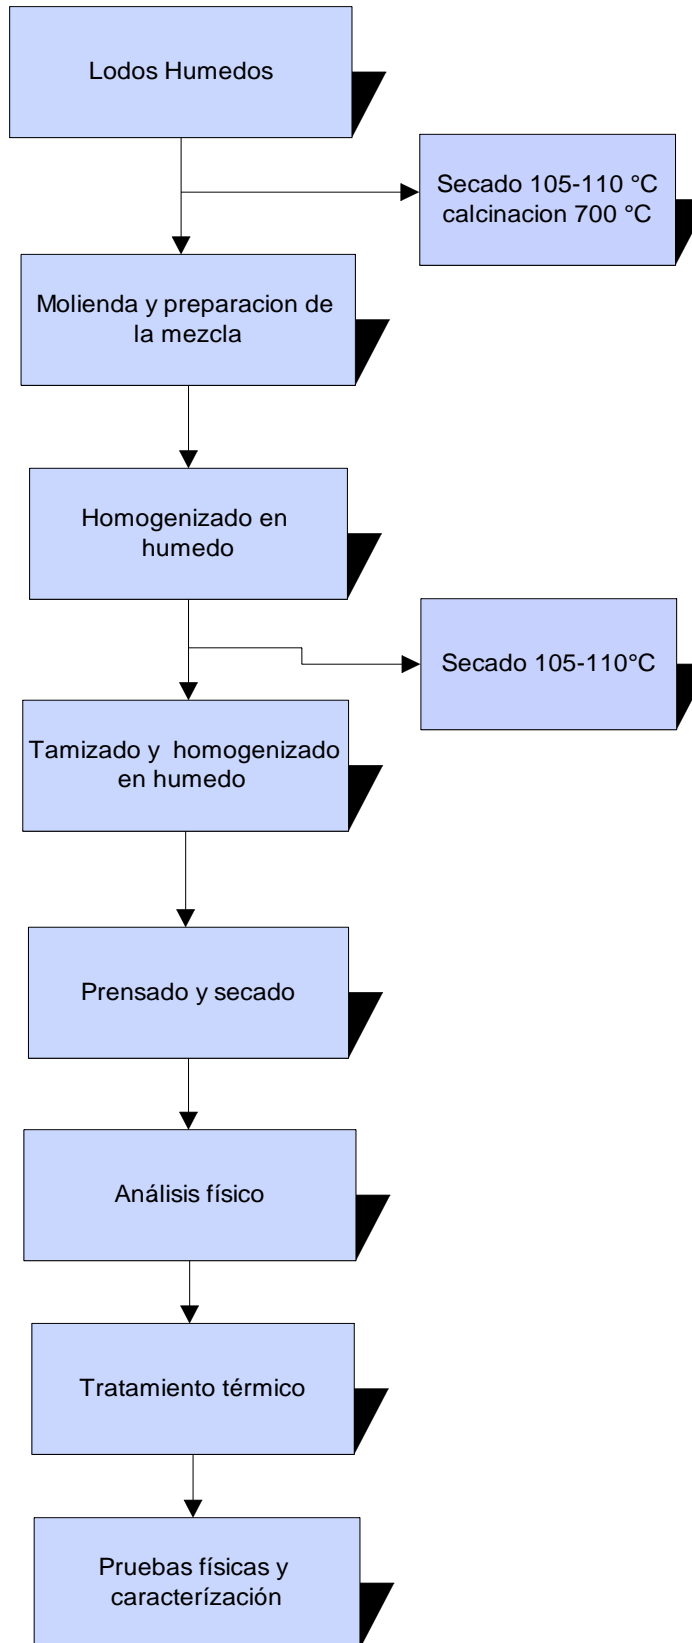 Lodos Humedos
Secado 105-110 °C
calcinacion 700 °C
Molienda y preparacion de
la mezcla
Homogenizado en
humedo
Secado 105-110°C
Tamizado y homogenizado
en humedo
Prensado y secado
Análisis físico
Tratamiento térmico
Pruebas físicas y
caracterízación